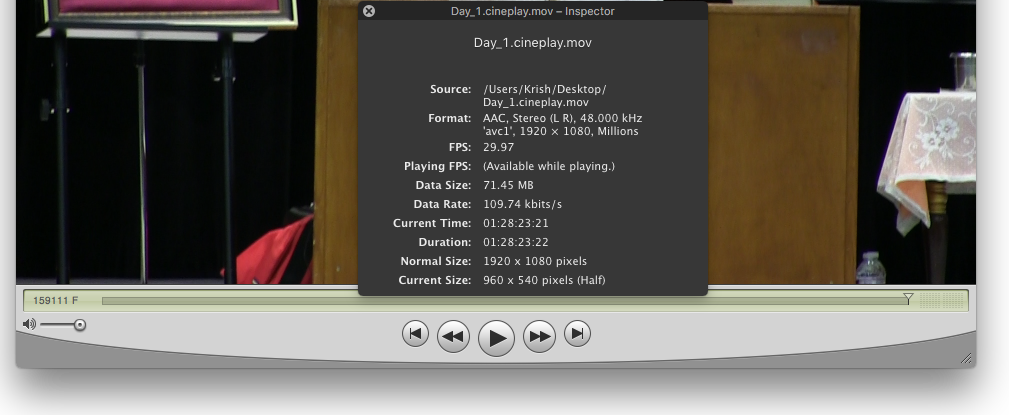 Day_1.cineplay.mov – Inspector
Day_1.cineplay.mov
Source: /Users/Krish/Desktop/
Day_1.cineplay.mov
Format: AAC, Stereo (L R), 48.000 kHz
'avc1', 1920 × 1080, Millions
FPS: 29.97
Playing FPS: (Available while playing.)
Data Size: 71.45 MB
Data Rate: 109.74 kbits/s
Current Time: 01:28:23:21
Duration: 01:28:23:22
Normal Size: 1920 x 1080 pixels
Current Size: 960 x 540 pixels (Half)
159111 F